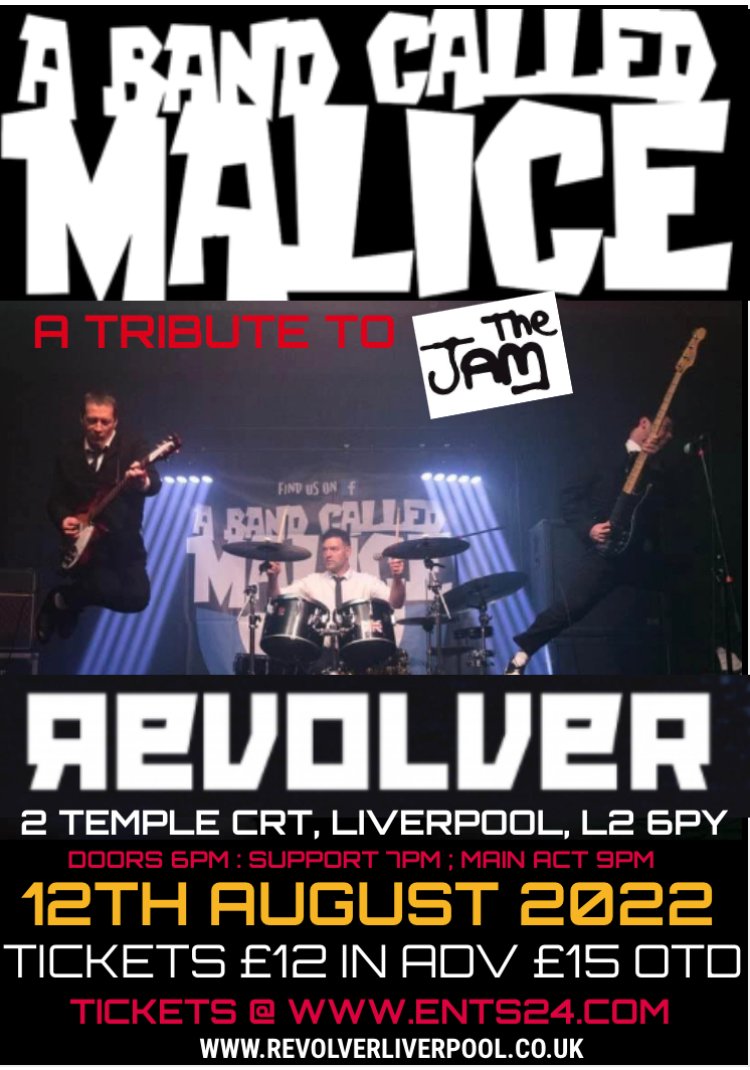 A BAND CALLED
MALICE
A TRIBUTE TO
The
JAM
FIND US ON f
A BAND CALLED
MALICE
REVOLVER
2 TEMPLE CRT, LIVERPOOL, L2 6PY
DOORS 6PM : SUPPORT 7PM ; MAIN ACT 9PM
12TH AUGUST 2022
TICKETS £12 IN ADV £15 OTD
TICKETS @ WWW.ENTS24.COM
WWW.REVOLVERLIVERPOOL.CO.UK